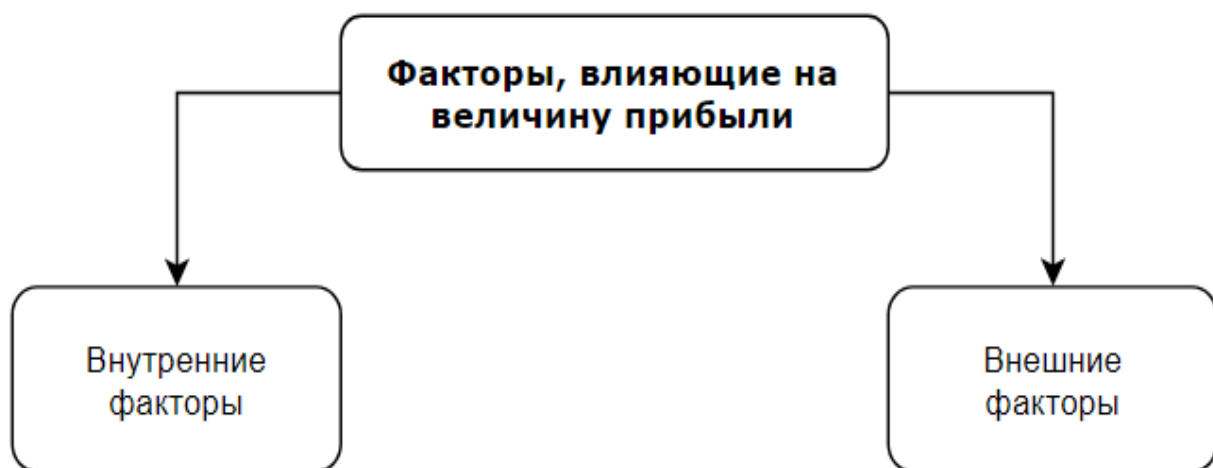 Факторы, влияющие на
величину прибыли
Внутренние
факторы
Внешние
факторы